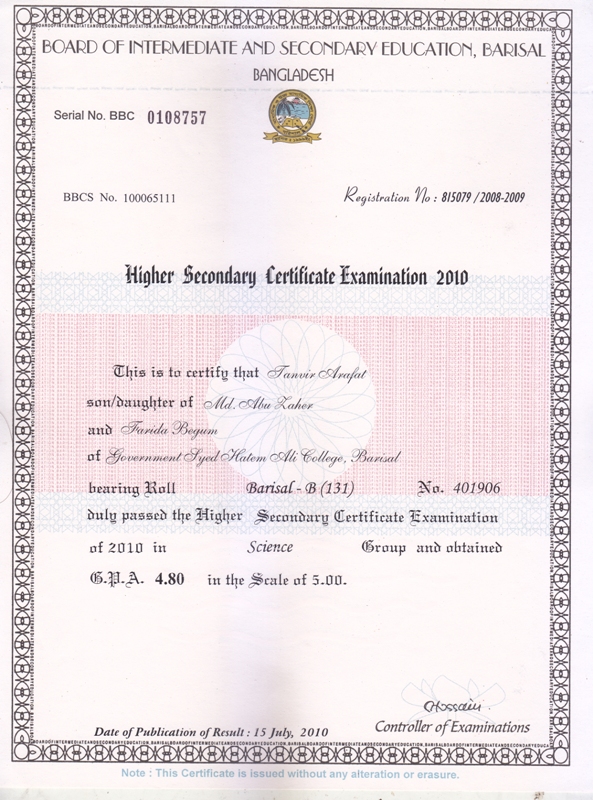 BOARD OF INTERMEDIATE AND SECONDARY EDUCATION, BARISAL
BANGLADESH
Serial No. BBC 0108757
BBCS No. 100065111
Registration No : 815079 / 2008-2009
Higher Secondary Certificate Examination 2010
This is to certify that Tanvir Arafat
son/daughter of Md. Abu Zaher
and Farida Begum
of Government Syed Hatem Ali College, Barisal
bearing Roll Barisal - B (131) No. 401906
duly passed the Higher Secondary Certificate Examination
of 2010 in Science Group and obtained
G.P.A. 4.80 in the Scale of 5.00.
Hossain
Controller of Examinations
Date of Publication of Result : 15 July, 2010
Note : This Certificate is issued without any alteration or erasure.